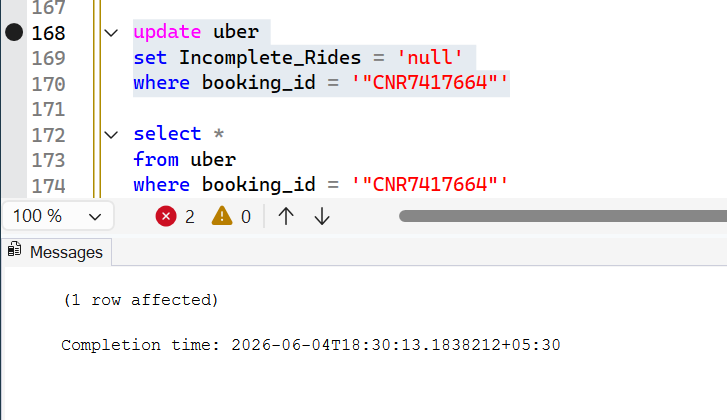 167
168 update uber
169 set Incomplete_Rides = 'null'
170 where booking_id = '"CNR7417664"'
171
172 select *
173 from uber
174 where booking_id = '"CNR7417664"'
100 % 2 0
Messages
(1 row affected)
Completion time: 2026-06-04T18:30:13.1838212+05:30